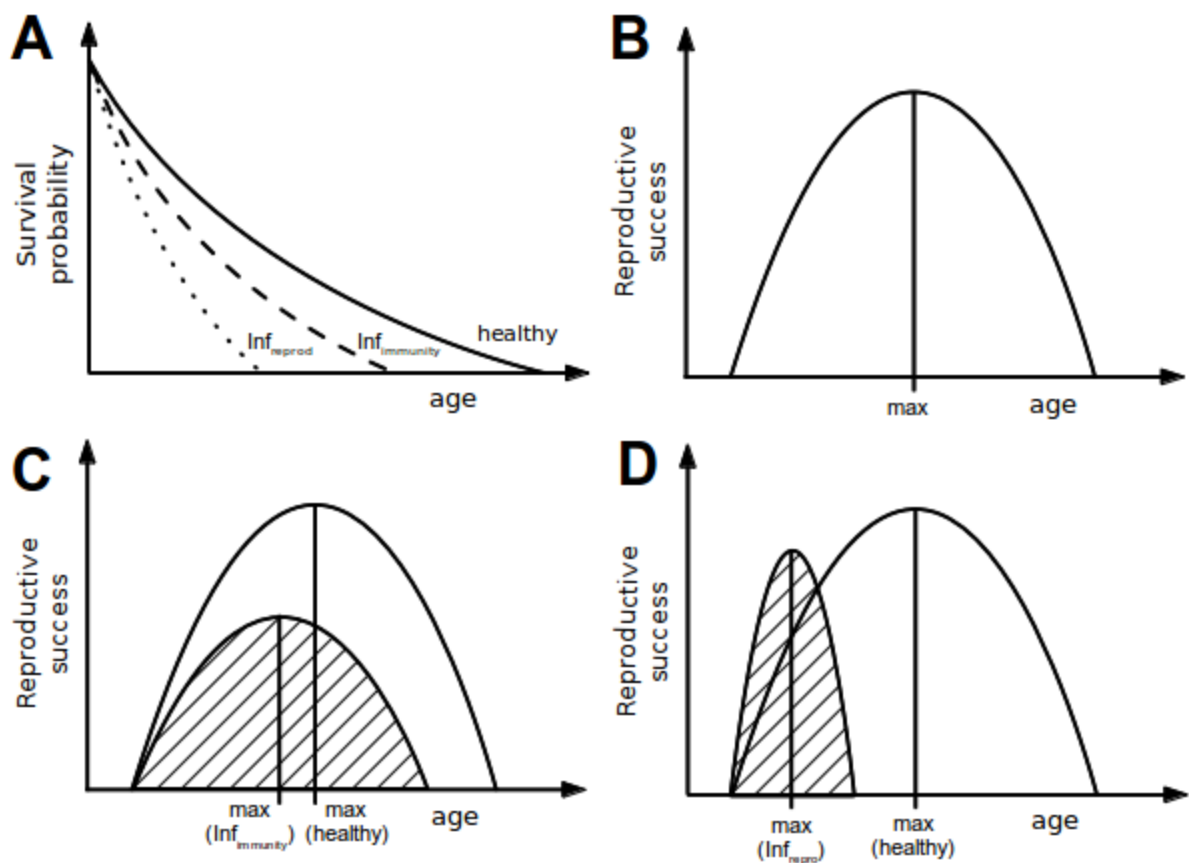 A
Survival
probability
Inf reprod
Inf immunity
healthy
age
B
Reproductive
success
max
age
C
Reproductive
success
max
(Inf immunity)
max
(healthy)
age
D
Reproductive
success
max
(Inf repro)
max
(healthy)
age